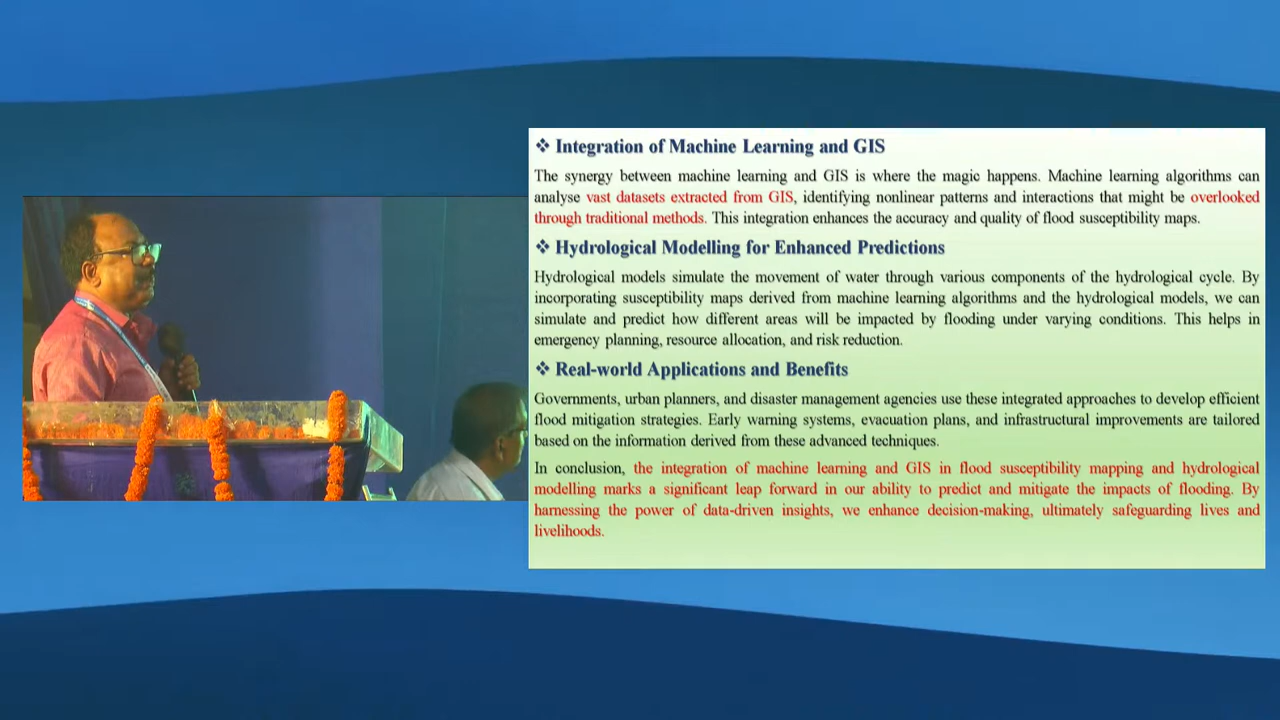 ❖ Integration of Machine Learning and GIS
The synergy between machine learning and GIS is where the magic happens. Machine learning algorithms can
analyse vast datasets extracted from GIS, identifying nonlinear patterns and interactions that might be overlooked
through traditional methods. This integration enhances the accuracy and quality of flood susceptibility maps.
❖ Hydrological Modelling for Enhanced Predictions
Hydrological models simulate the movement of water through various components of the hydrological cycle. By
incorporating susceptibility maps derived from machine learning algorithms and the hydrological models, we can
simulate and predict how different areas will be impacted by flooding under varying conditions. This helps in
emergency planning, resource allocation, and risk reduction.
❖ Real-world Applications and Benefits
Governments, urban planners, and disaster management agencies use these integrated approaches to develop efficient
flood mitigation strategies. Early warning systems, evacuation plans, and infrastructural improvements are tailored
based on the information derived from these advanced techniques.
In conclusion, the integration of machine learning and GIS in flood susceptibility mapping and hydrological
modelling marks a significant leap forward in our ability to predict and mitigate the impacts of flooding. By
harnessing the power of data-driven insights, we enhance decision-making, ultimately safeguarding lives and
livelihoods.